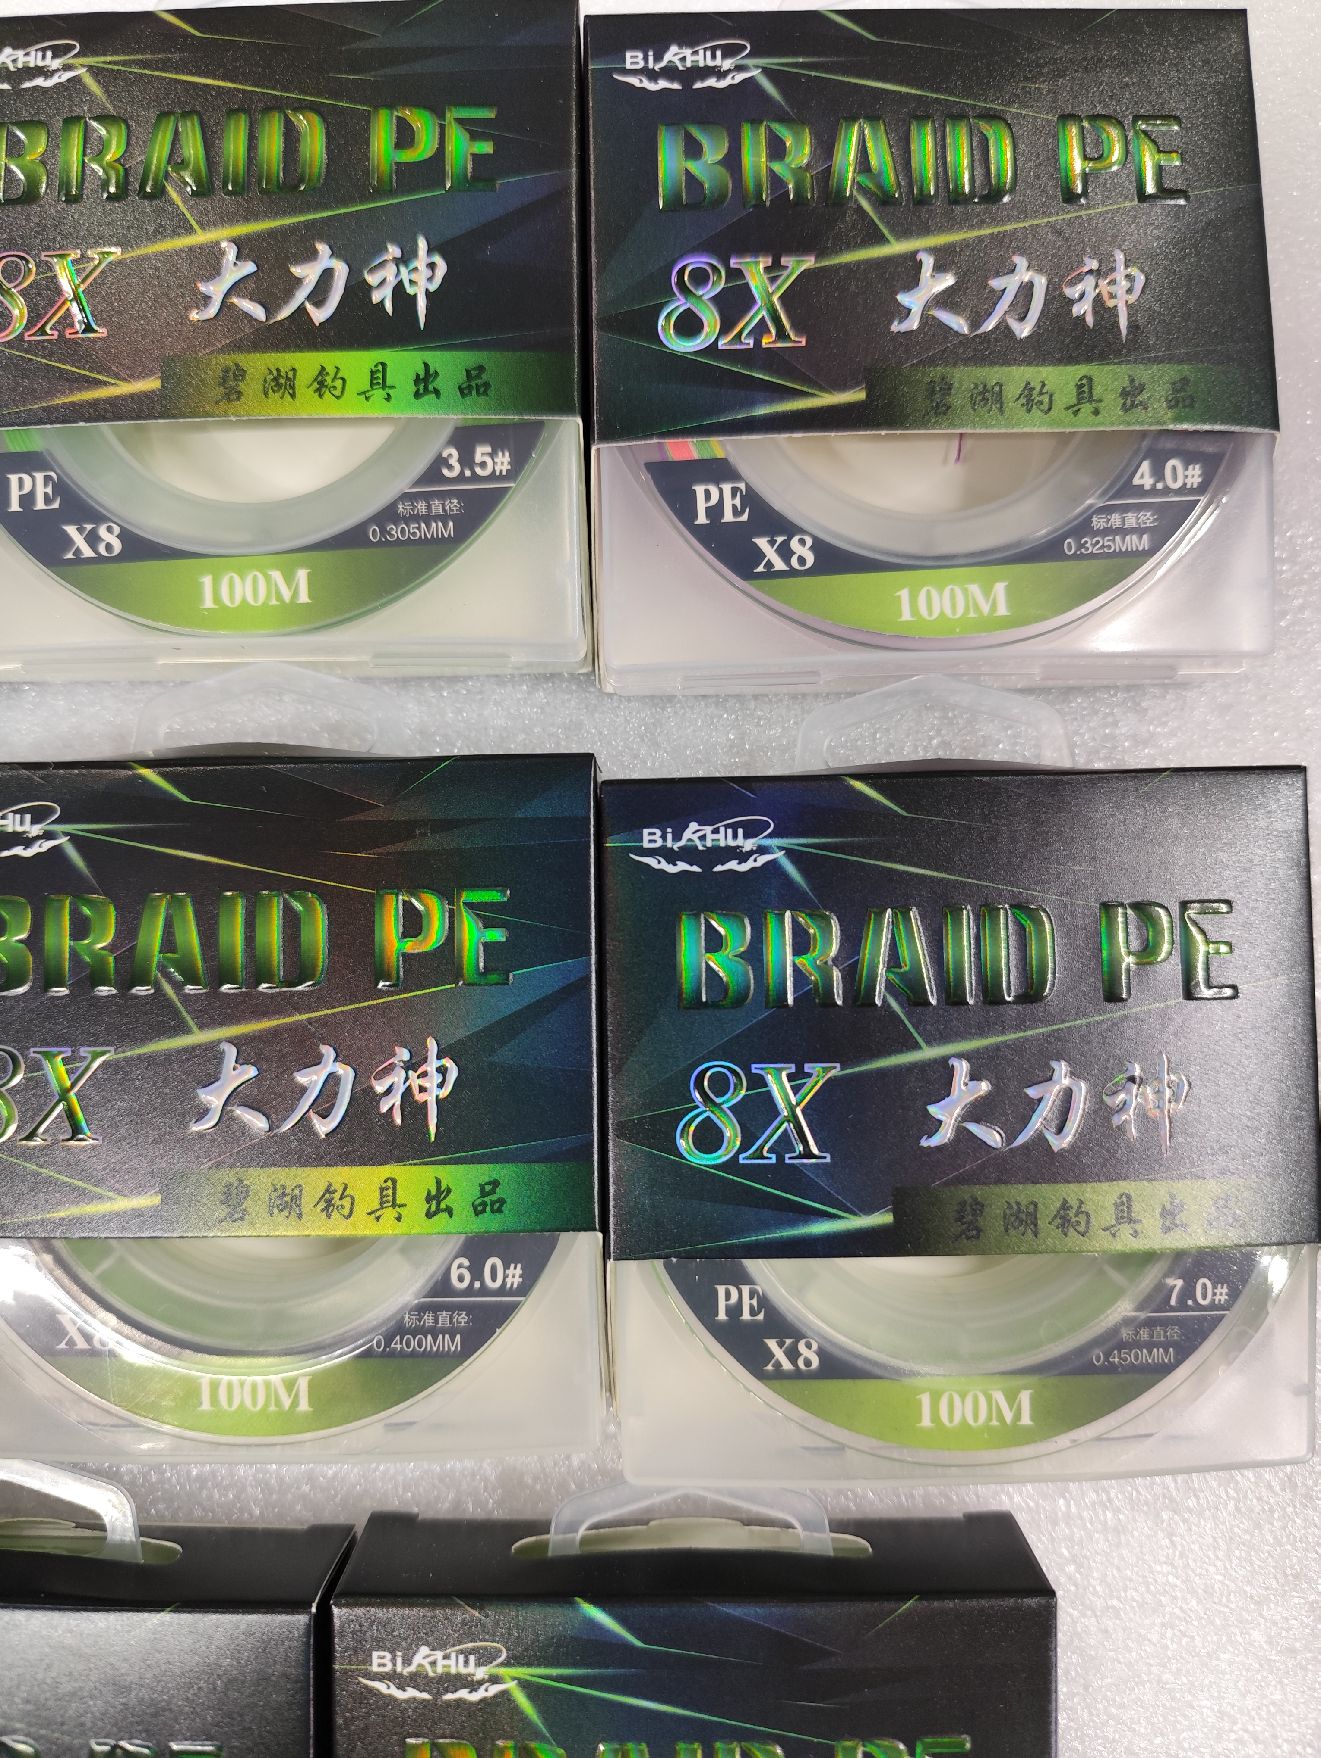 BiHu
BRAID PE
8X 大力神
碧湖钓具出品
PE
X8
3.5#
标准直径:
0.305MM
100M
BiHu
BRAID PE
8X 大力神
碧湖钓具出品
PE
X8
4.0#
标准直径:
0.325MM
100M
Hu
BRAID PE
8X 大力神
碧湖钓具出品
X8
6.0#
标准直径:
0.400MM
100M
BiHu
BRAID PE
8X 大力神
碧湖钓具出品
PE
X8
7.0#
标准直径:
0.450MM
100M
BiHu
BRAID PE